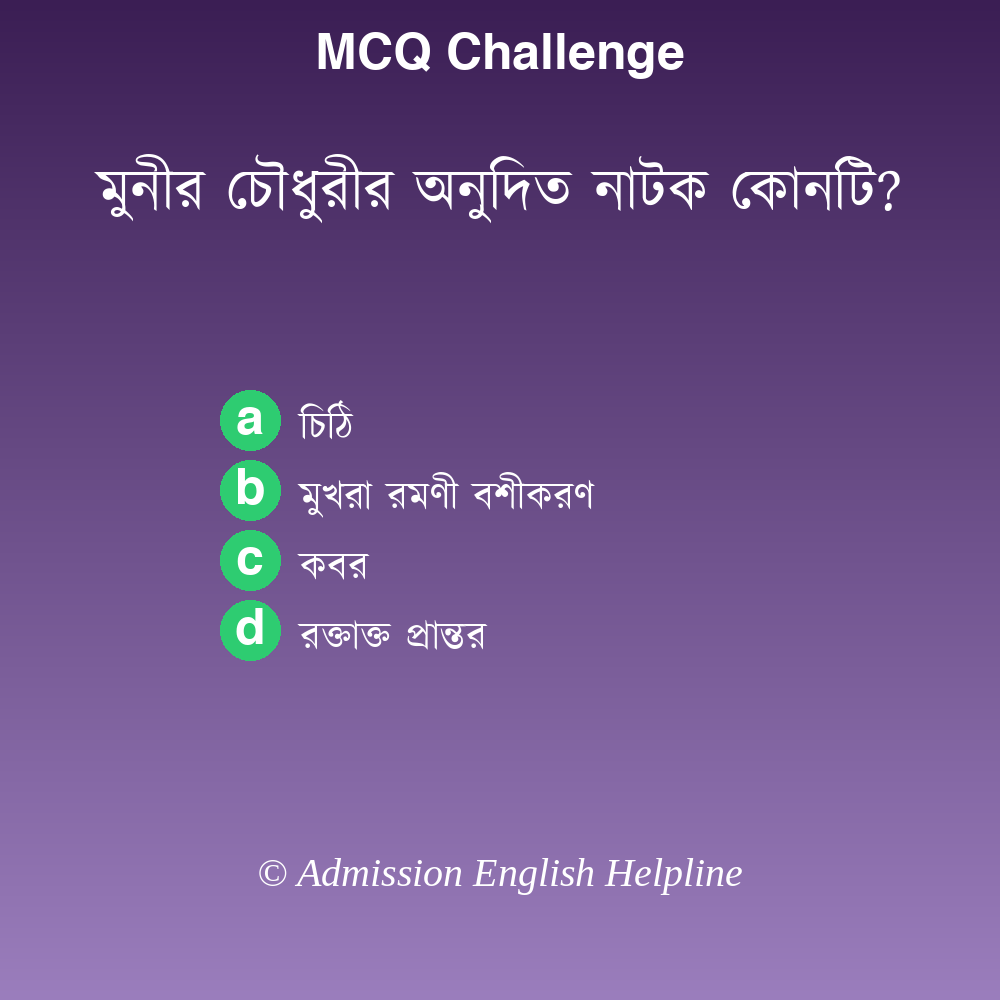 MCQ Challenge
মুনীর চৌধুরীর অনুদিত নাটক কোনটি?
a চিঠি
b মুখরা রমণী বশীকরণ
c কবর
d রক্তাক্ত প্রান্তর
© Admission English Helpline